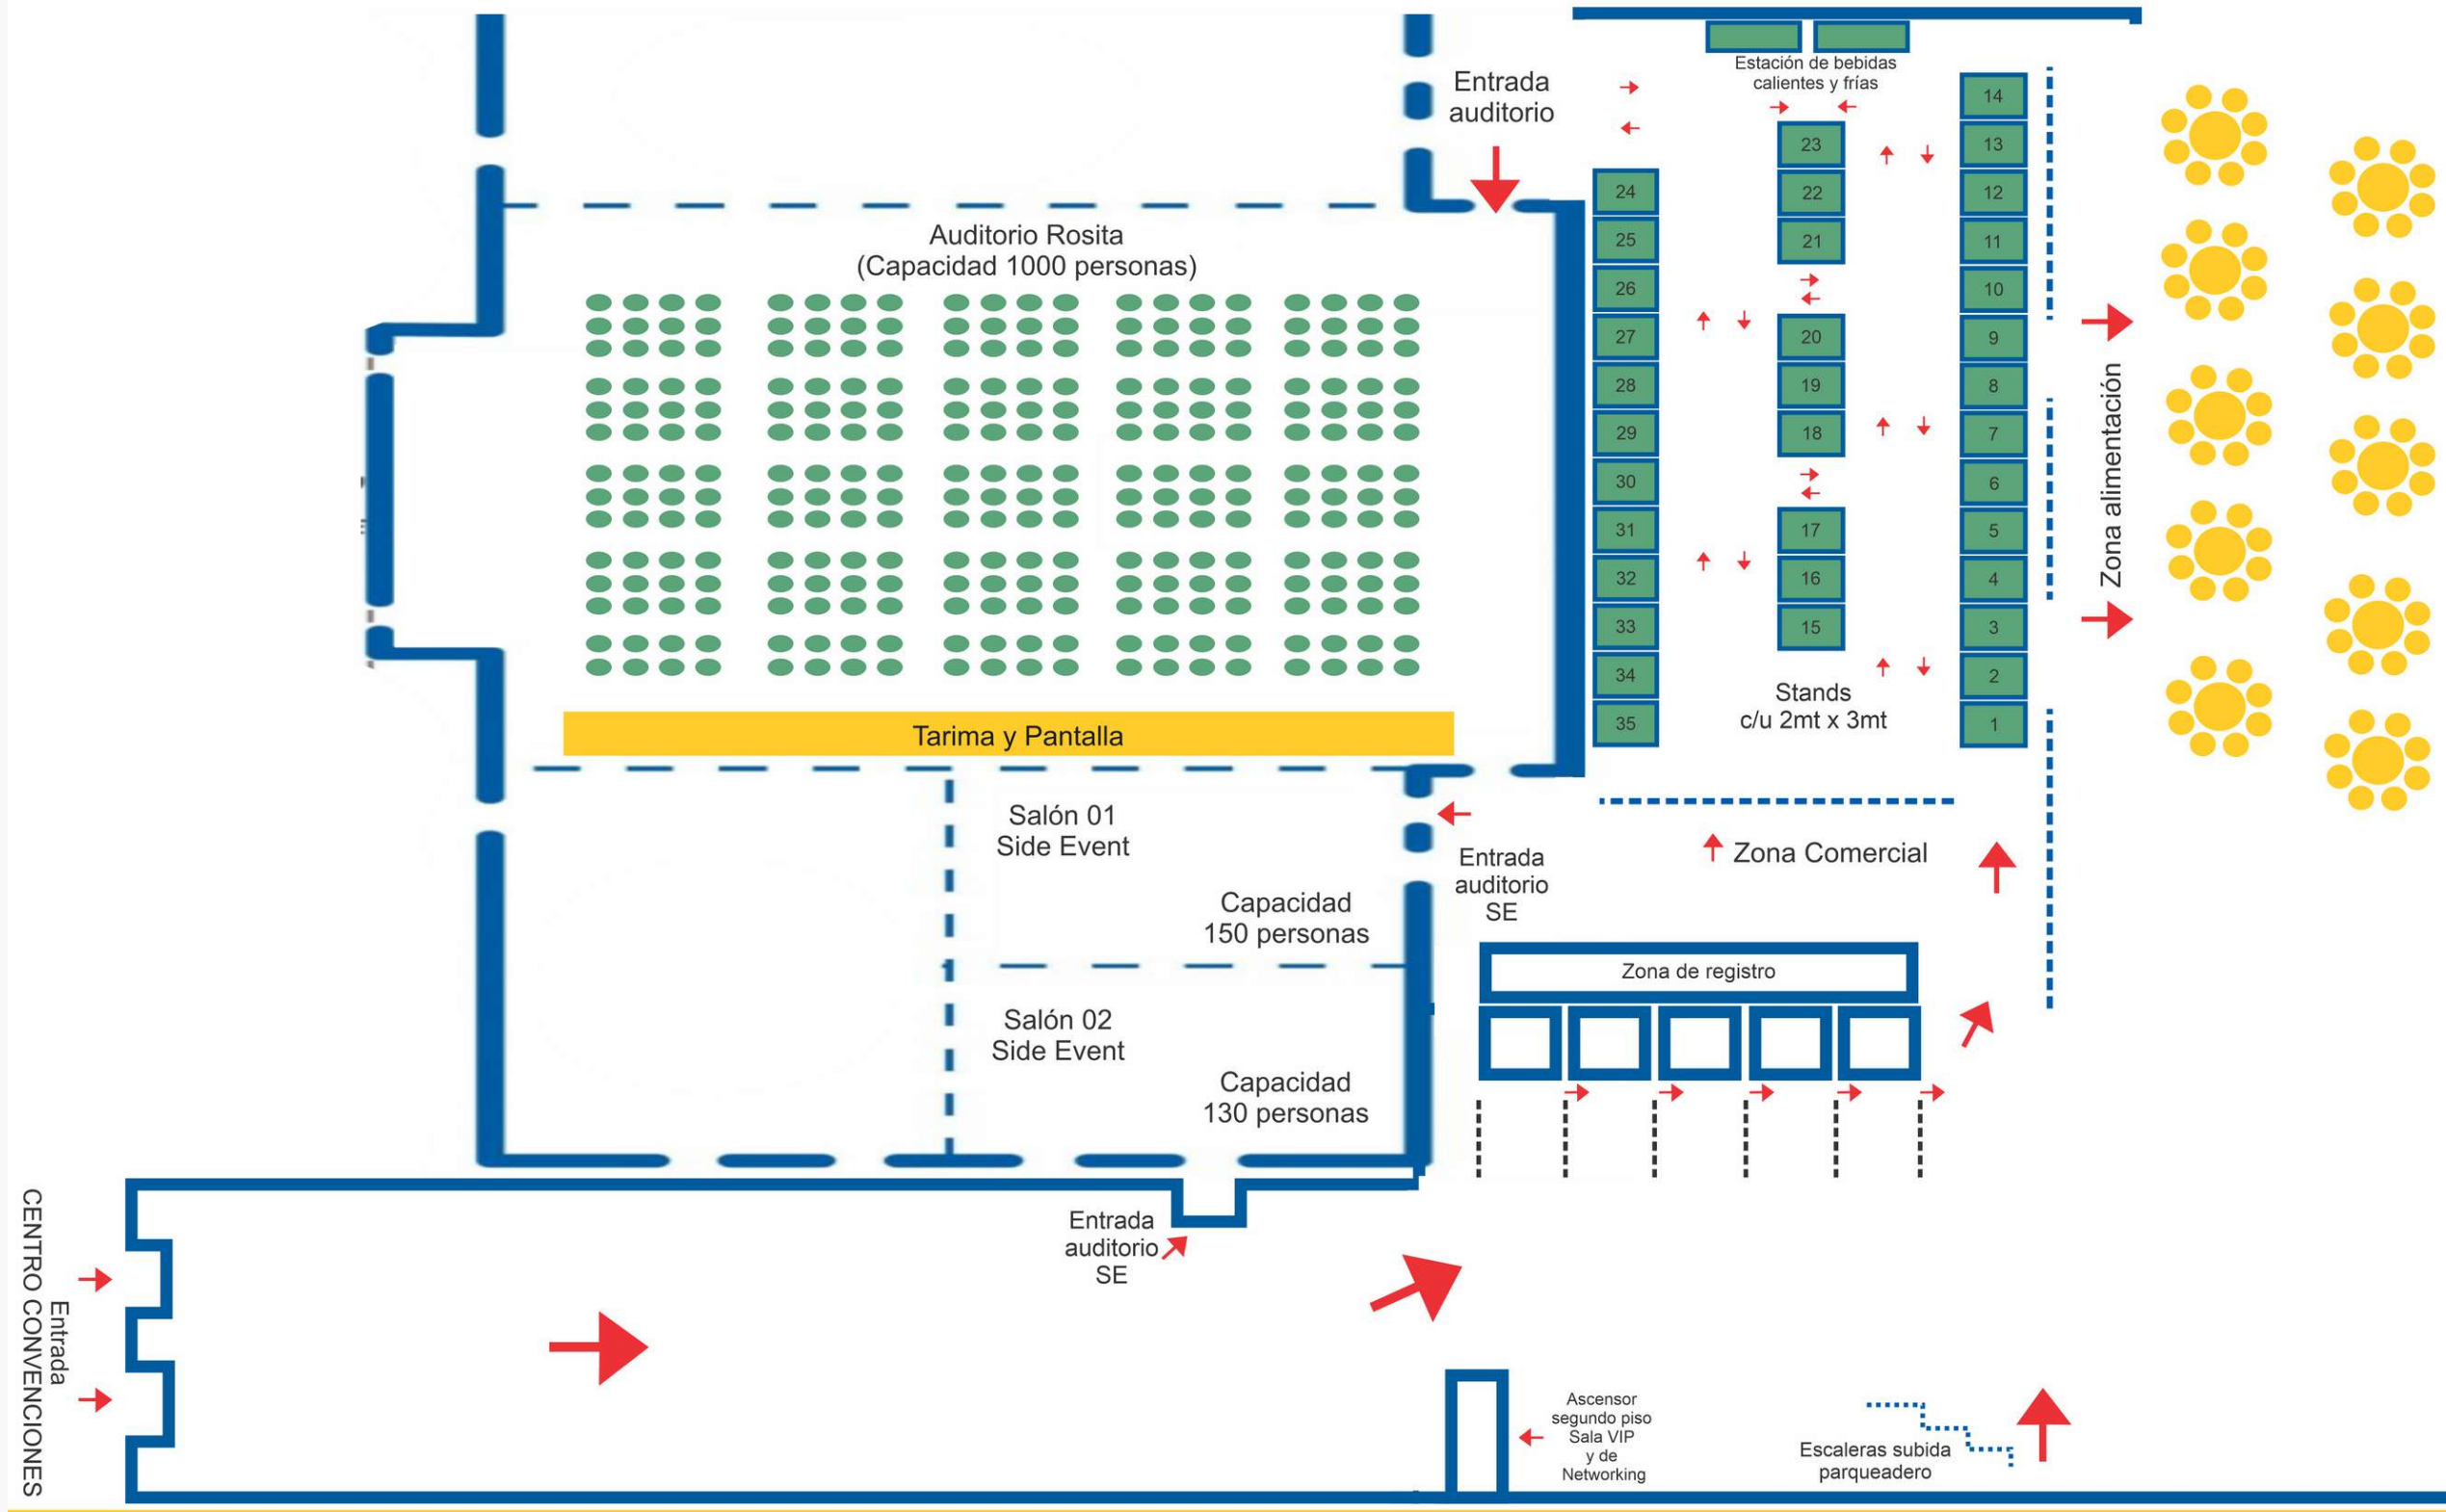 Estación de bebidas
calientes y frías
Entrada
auditorio
14
13
12
11
10
9
8
7
6
5
4
3
2
1
23
22
21
20
19
18
17
16
15
24
25
26
27
28
29
30
31
32
33
34
35
Auditorio Rosita
(Capacidad 1000 personas)
Zona alimentación
Stands
c/u 2mt x 3mt
Tarima y Pantalla
Salón 01
Side Event
Capacidad
150 personas
Entrada
auditorio
SE
Zona Comercial
Zona de registro
Salón 02
Side Event
Capacidad
130 personas
Entrada
auditorio
SE
Entrada
CENTRO CONVENCIONES
Ascensor
segundo piso
Sala VIP
y de
Networking
Escaleras subida
parqueadero